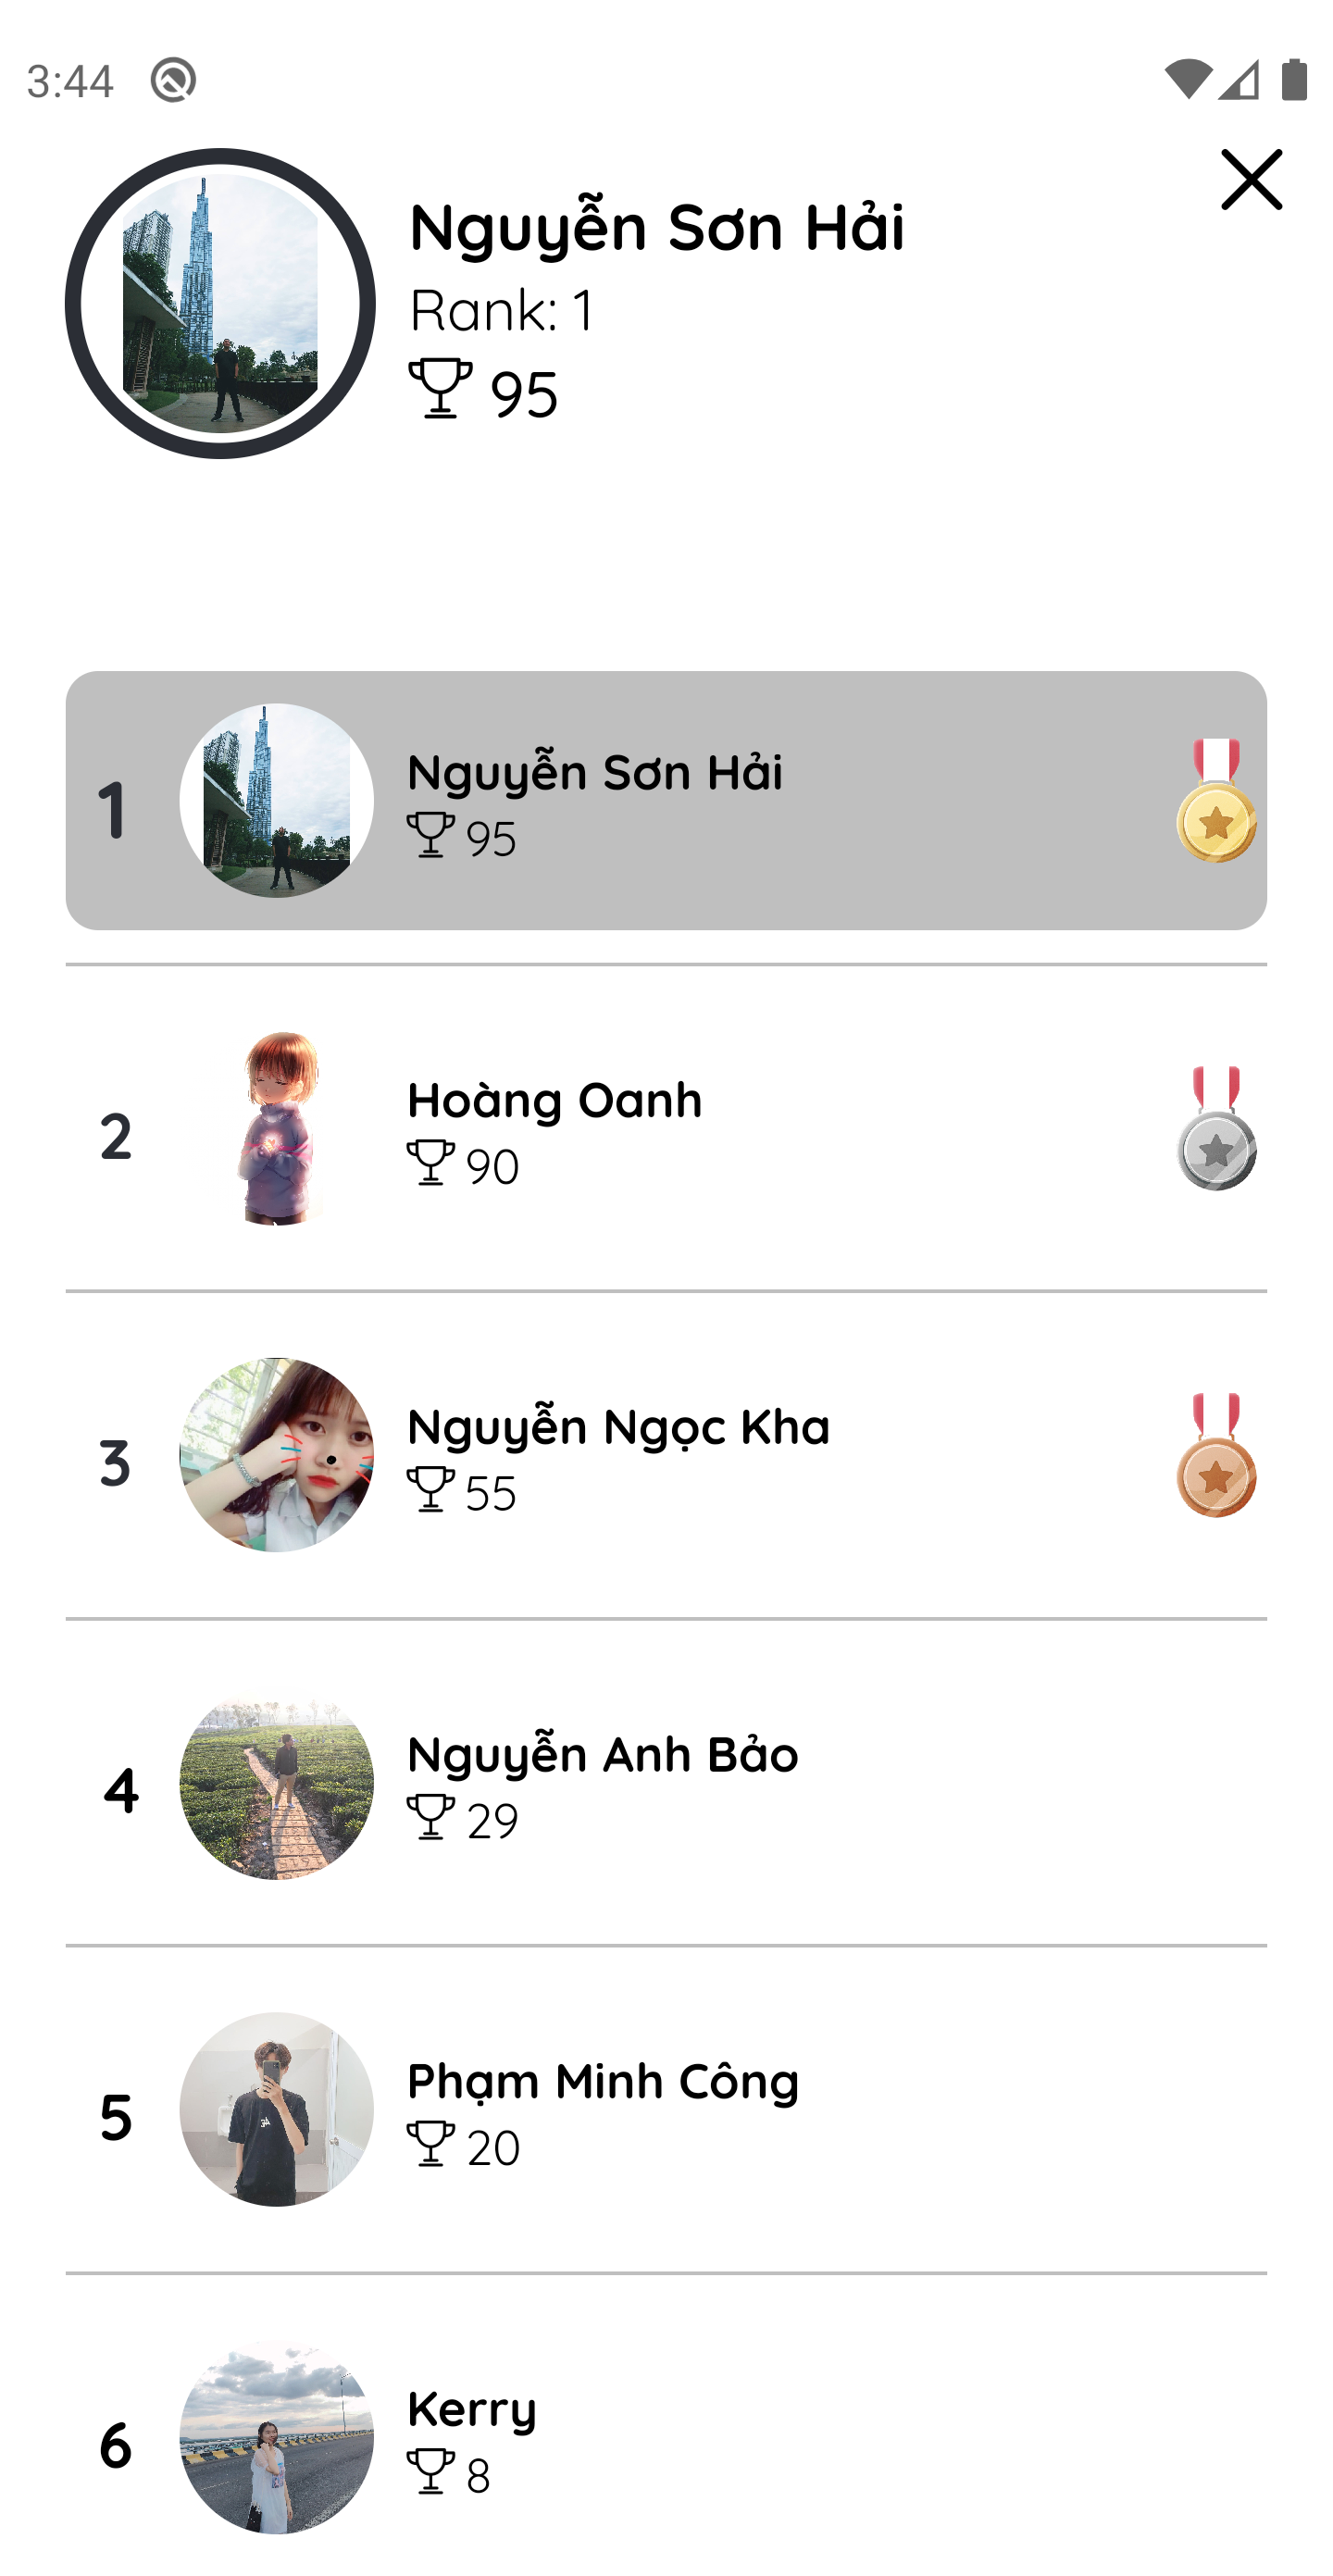 3:44
Nguyễn Sơn Hải
Rank: 1
95
1
Nguyễn Sơn Hải
95
2
Hoàng Oanh
90
3
Nguyễn Ngọc Kha
55
4
Nguyễn Anh Bảo
29
5
Phạm Minh Công
20
6
Kerry
8